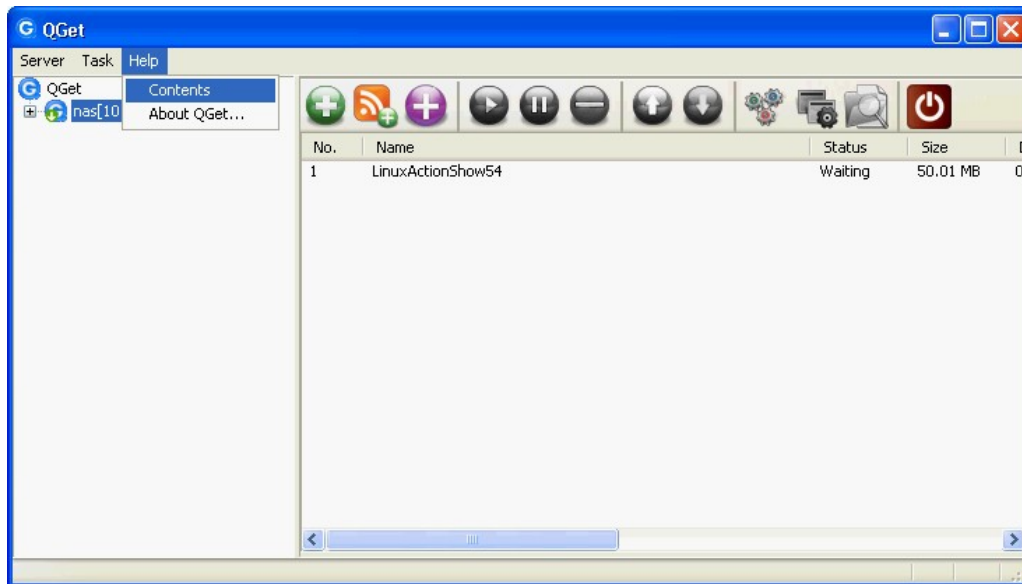 QGet
Server Task Help
QGet
nas[10
Contents
About QGet...
No. Name Status Size
1 LinuxActionShow54 Waiting 50.01 MB 0